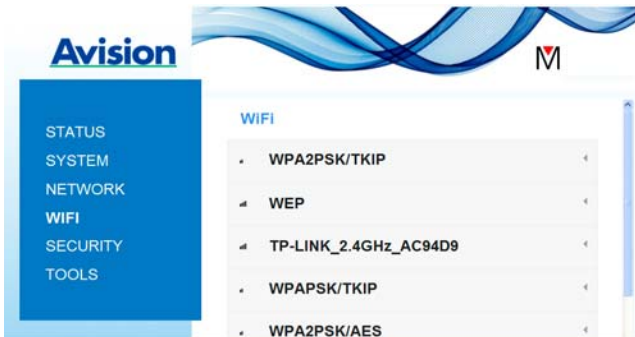 Avision
M
STATUS
SYSTEM
NETWORK
WIFI
SECURITY
TOOLS
WiFi
WPA2PSK/TKIP
WEP
TP-LINK_2.4GHz_AC94D9
WPAPSK/TKIP
WPA2PSK/AES